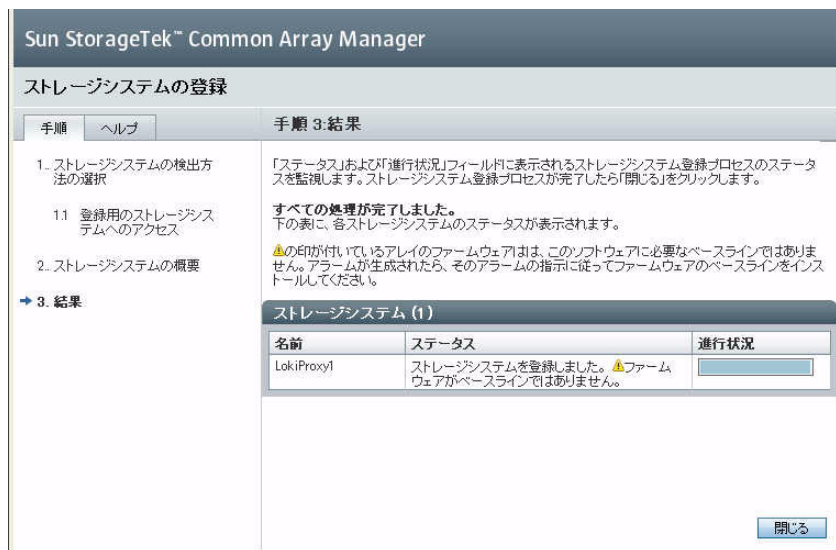 Sun StorageTek™ Common Array Manager
ストレージシステムの登録
手順
ヘルプ
1. ストレージシステムの検出方
法の選択
1.1 登録用のストレージシス
テムへのアクセス
2. ストレージシステムの概要
3. 結果
手順 3:結果
「ステータス」および「進行状況」フィールドに表示されるストレージシステム登録プロセスのステータ
スを監視します。ストレージシステム登録プロセスが完了したら「閉じる」をクリックします。
すべての処理が完了しました。
下の表に、各ストレージシステムのステータスが表示されます。
の印が付いているアレイのファームウェアはは、このソフトウェアに必要なベースラインではありま
せん。アラームが生成されたら、そのアラームの指示に従ってファームウェアのベースラインをインス
トールしてください。
ストレージシステム (1)
名前 ステータス 進行状況
LokiProxy1 ストレージシステムを登録しました。ファーム
ウェアがベースラインではありません。
閉じる